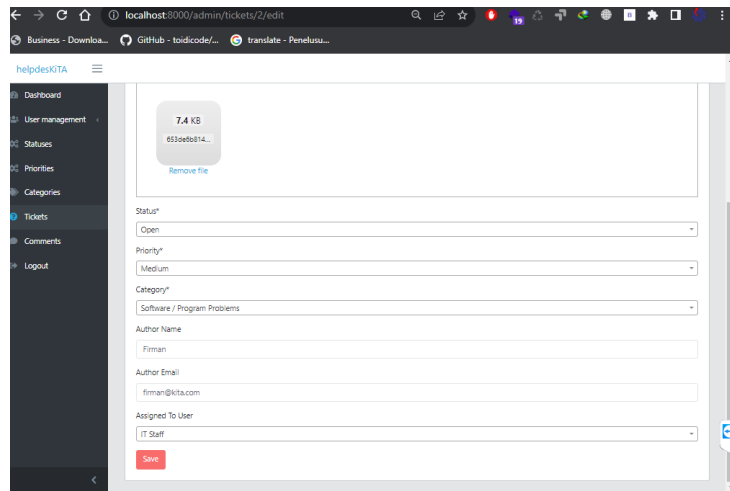 localhost:8000/admin/tickets/2/edit
19
Business - Downloa...
GitHub - toidicode/...
translate - Penelusu...
helpdesKiTA
Dashboard
User management
Statuses
Priorities
Categories
Tickets
Comments
Logout
7.4 KB
653de6b814...
Remove file
Status*
Open
Priority*
Medium
Category*
Software / Program Problems
Author Name
Firman
Author Email
firman@kita.com
Assigned To User
IT Staff
Save